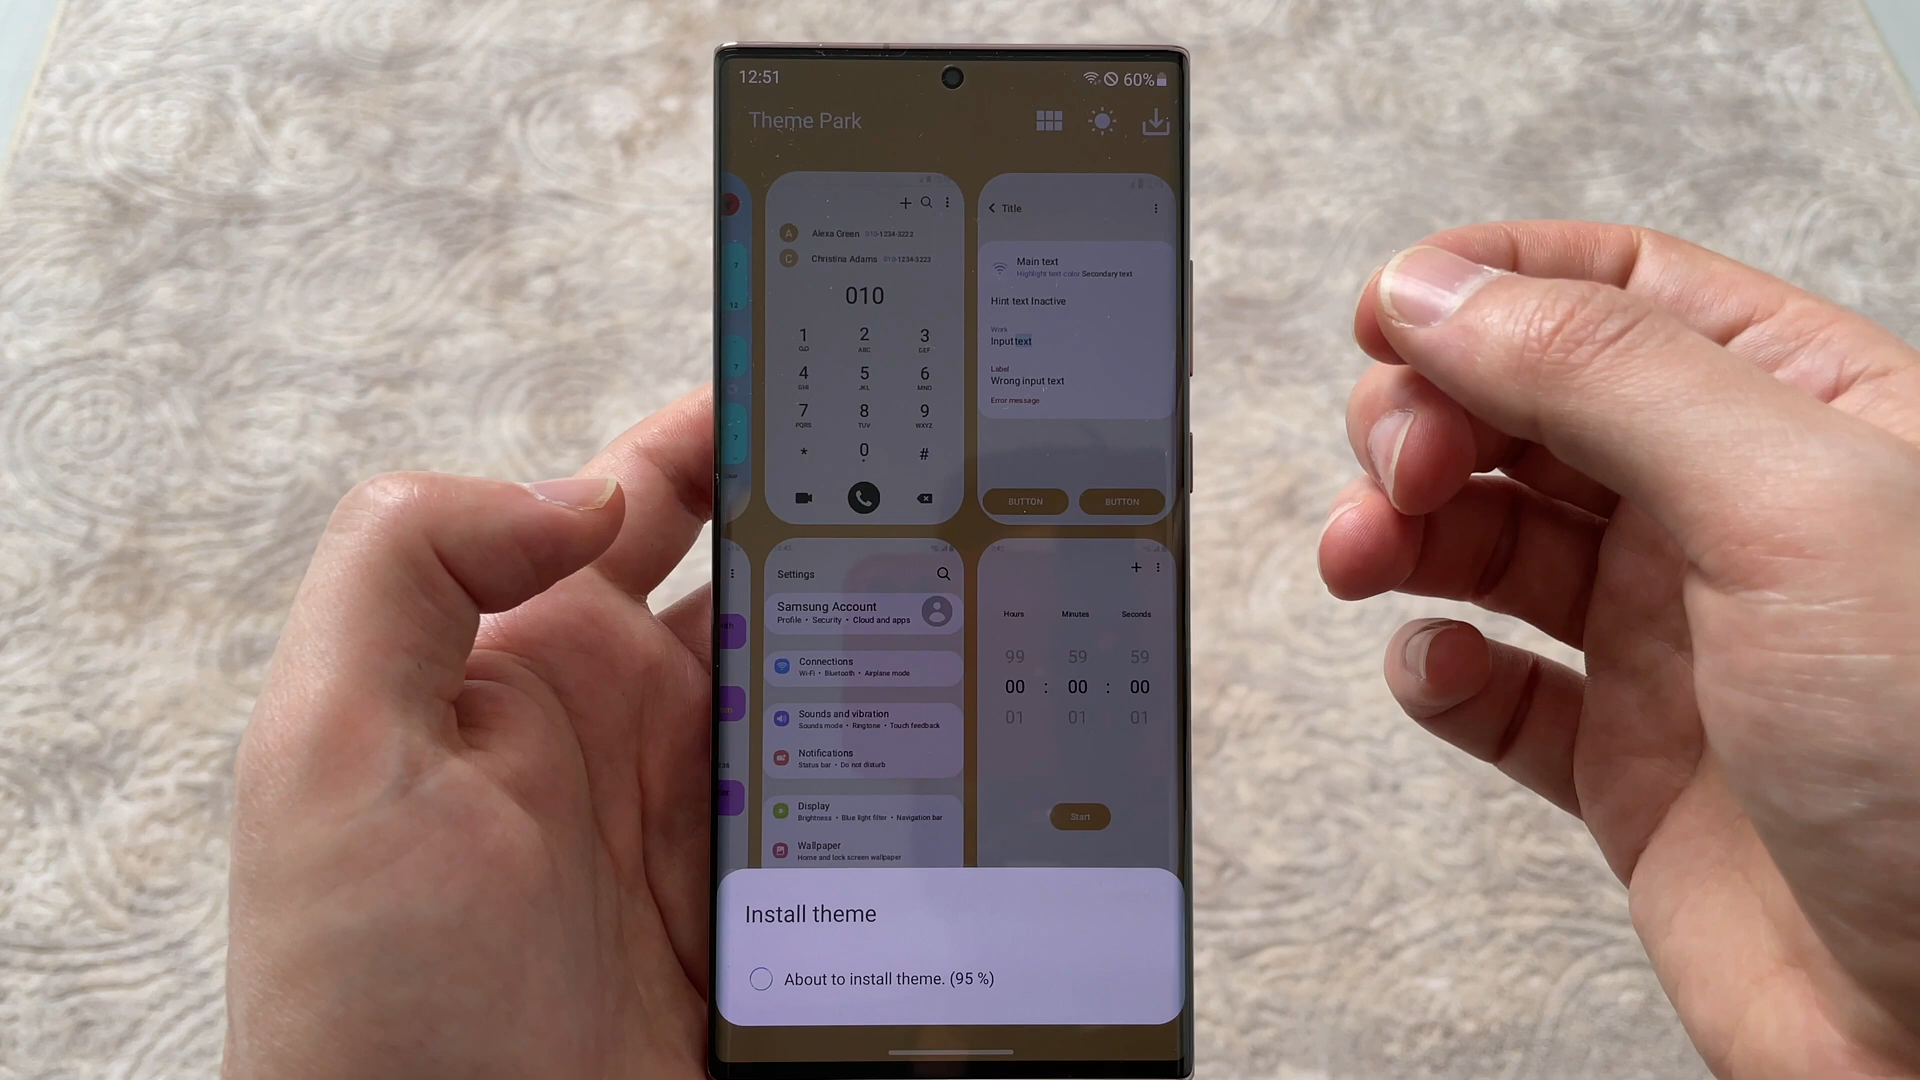 12:51
60%
Theme Park
A Alexa Green 010-1234-3222
C Christina Adams 010-1234-3223
010
1 2 3
ABC DEF
4 5 6
GHI JKL MNO
7 8 9
PQRS TUV WXYZ
* 0 #
+
Title
Main text
Highlight text color Secondary text
Hint text Inactive
Work
Input text
Label
Wrong input text
Error message
BUTTON BUTTON
7
12
7
7
Settings
Samsung Account
Profile • Security • Cloud and apps
Connections
Wi-Fi • Bluetooth • Airplane mode
Sounds and vibration
Sounds mode • Ringtone • Touch feedback
Notifications
Status bar • Do not disturb
Display
Brightness • Blue light filter • Navigation bar
Wallpaper
Home and lock screen wallpaper
Hours Minutes Seconds
99 59 59
00 : 00 : 00
01 01 01
Start
Install theme
About to install theme. (95 %)